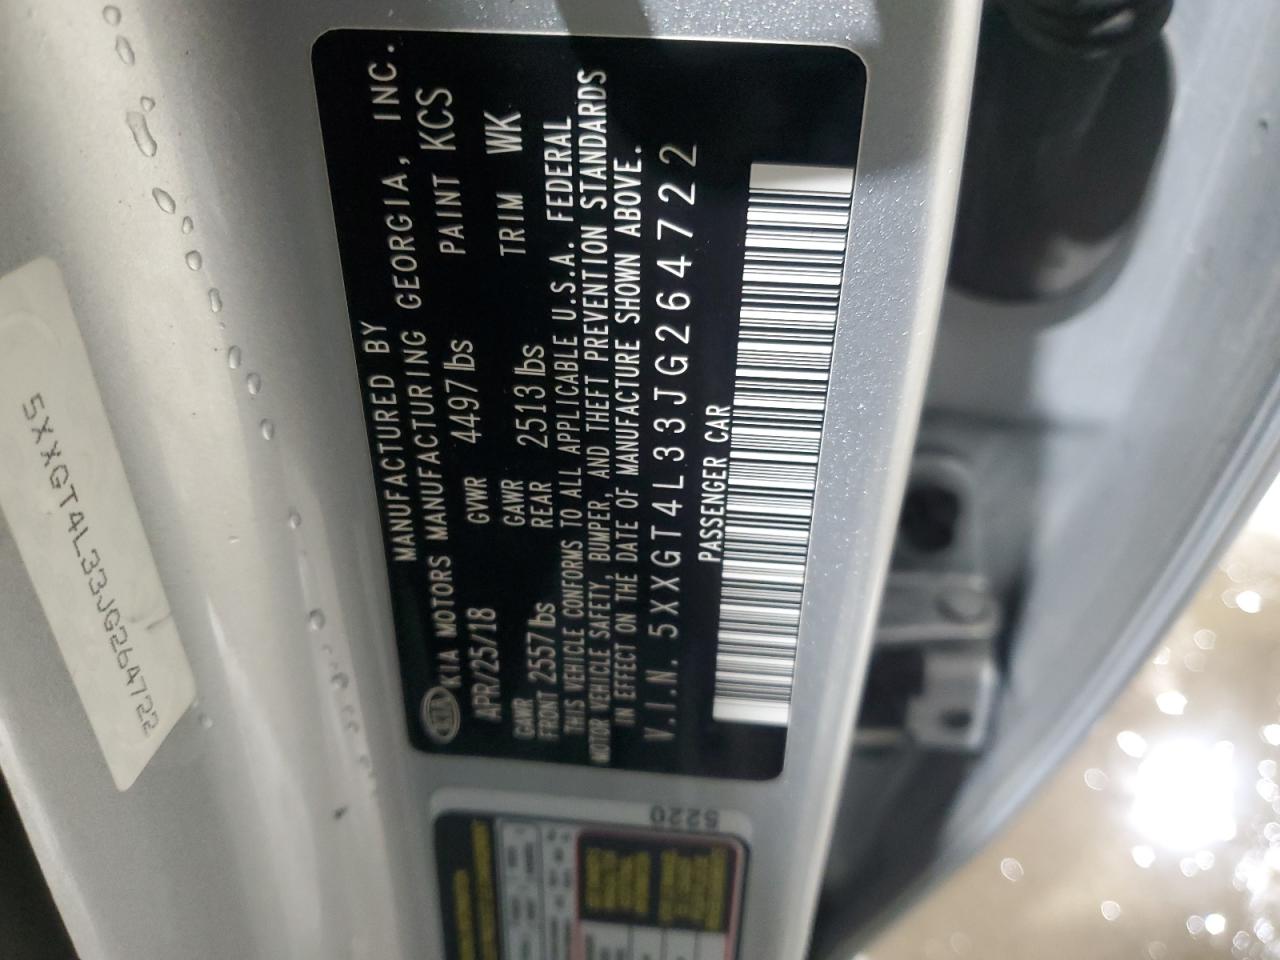 KIA
MANUFACTURED BY
KIA MOTORS MANUFACTURING GEORGIA, INC.
APR/25/18 GVWR 4497 lbs PAINT KCS
GAWR FRONT 2557 lbs GAWR REAR 2513 lbs TRIM WK
THIS VEHICLE CONFORMS TO ALL APPLICABLE U.S.A. FEDERAL
MOTOR VEHICLE SAFETY, BUMPER, AND THEFT PREVENTION STANDARDS
IN EFFECT ON THE DATE OF MANUFACTURE SHOWN ABOVE.
V.I.N. 5XXGT4L33JG264722
PASSENGER CAR
5XXGT4L33JG264722
5220